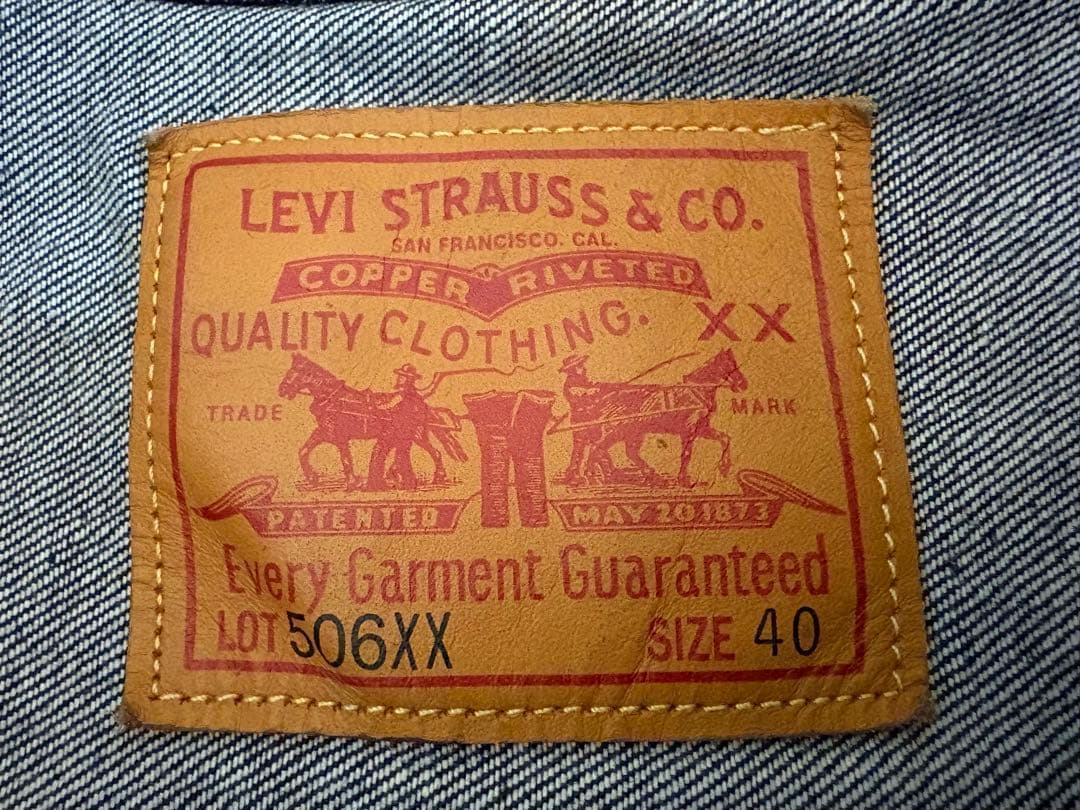 LEVI STRAUSS & CO.
SAN FRANCISCO. CAL.
COPPER RIVETED
QUALITY CLOTHING. XX
TRADE MARK
PATENTED MAY 20 1873
Every Garment Guaranteed
LOT 506XX SIZE 40